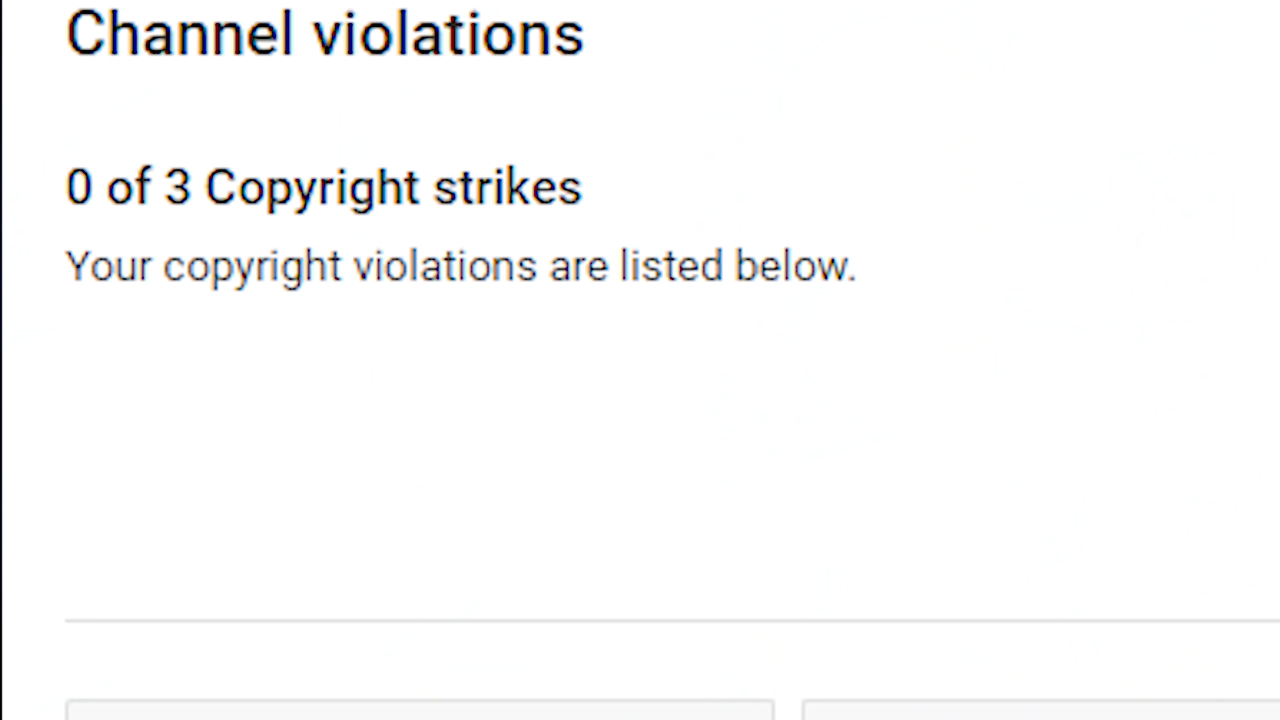 Channel violations
0 of 3 Copyright strikes
Your copyright violations are listed below.